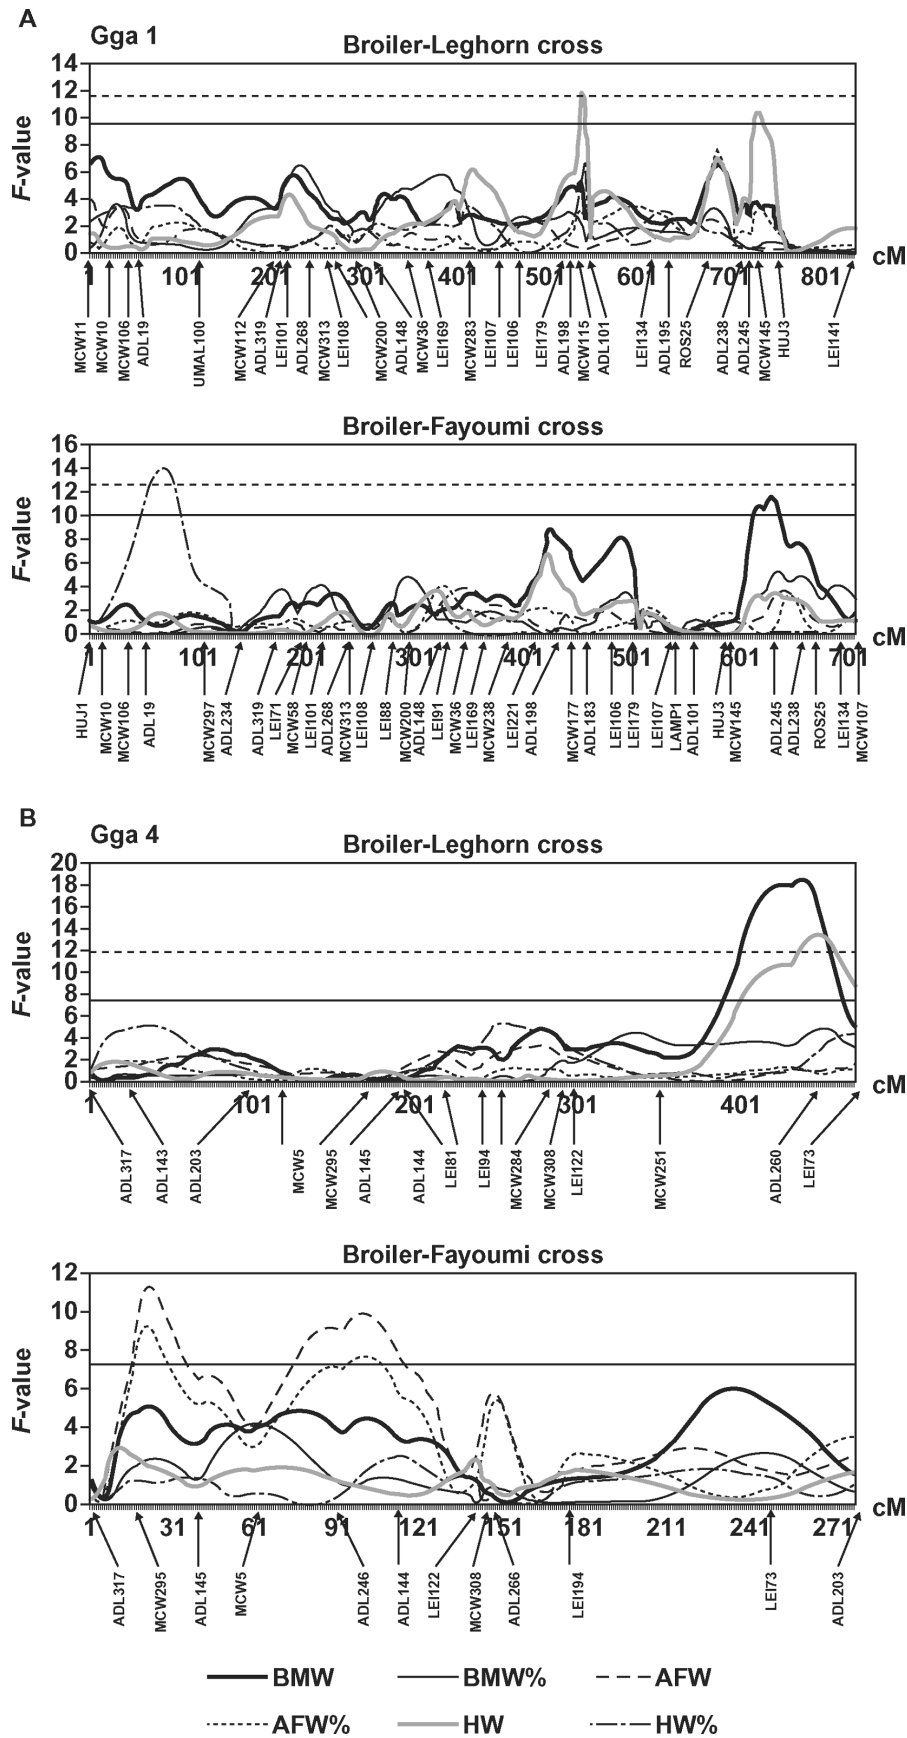 A
Gga 1
Broiler-Leghorn cross
F-value
14
12
10
8
6
4
2
0
1 101 201 301 401 501 601 701 801 cM
MCW11 MCW10 MCW106 ADL19 UMAL100 MCW112 ADL319 LEI101 ADL268 MCW313 LEI108 MCW200 ADL148 MCW36 LEI169 MCW283 LEI107 LEI106 LEI179 ADL198 MCW115 ADL101 LEI134 ADL195 ROS25 ADL238 ADL245 MCW145 HUJ3 LEI141
Broiler-Fayoumi cross
F-value
16
14
12
10
8
6
4
2
0
1 101 201 301 401 501 601 701 cM
HUJ1 MCW10 MCW106 ADL19 MCW297 ADL234 ADL319 LEI71 MCW58 LEI101 ADL268 MCW313 LEI108 LEI88 MCW200 ADL148 LEI91 MCW36 LEI169 MCW238 LEI221 ADL198 MCW177 ADL183 LEI106 LEI179 LEI107 LAMP1 ADL101 HUJ3 MCW145 ADL245 ADL238 ROS25 LEI134 MCW107
B
Gga 4
Broiler-Leghorn cross
F-value
20
18
16
14
12
10
8
6
4
2
0
1 101 201 301 401 cM
ADL317 ADL143 ADL203 MCW5 MCW295 ADL145 ADL144 LEI81 LEI94 MCW284 MCW308 LEI122 MCW251 ADL260 LEI73
Broiler-Fayoumi cross
F-value
12
10
8
6
4
2
0
1 31 61 91 121 151 181 211 241 271 cM
ADL317 MCW295 ADL145 MCW5 ADL246 ADL144 LEI122 MCW308 ADL266 LEI194 LEI73 ADL203
BMW BMW% AFW
AFW% HW HW%